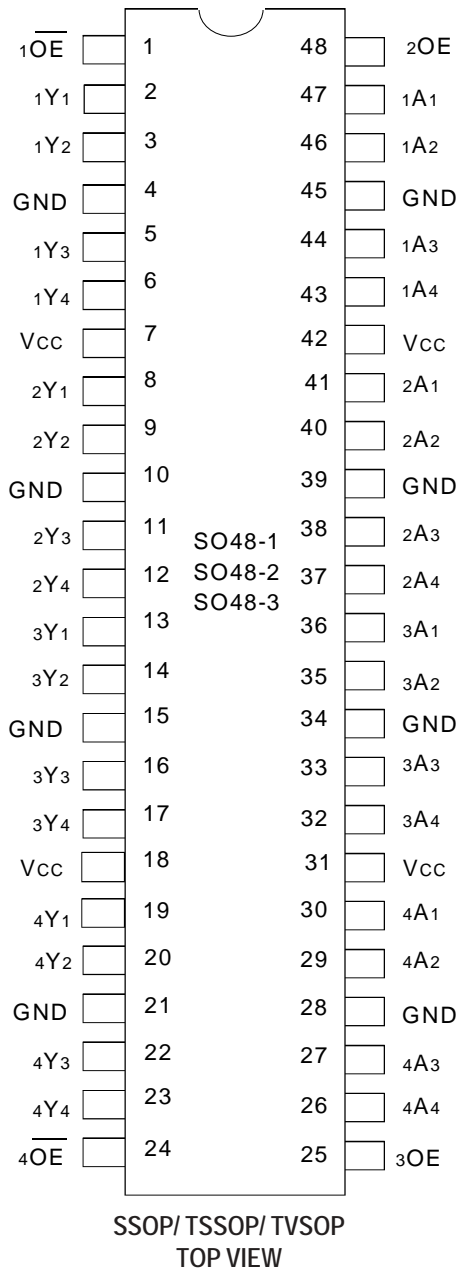 1O̅E̅ 1 48 2OE
1Y1 2 47 1A1
1Y2 3 46 1A2
GND 4 45 GND
1Y3 5 44 1A3
1Y4 6 43 1A4
VCC 7 42 VCC
2Y1 8 41 2A1
2Y2 9 40 2A2
GND 10 39 GND
2Y3 11 SO48-1 38 2A3
2Y4 12 SO48-2 37 2A4
SO48-3
3Y1 13 36 3A1
3Y2 14 35 3A2
GND 15 34 GND
3Y3 16 33 3A3
3Y4 17 32 3A4
VCC 18 31 VCC
4Y1 19 30 4A1
4Y2 20 29 4A2
GND 21 28 GND
4Y3 22 27 4A3
4Y4 23 26 4A4
4O̅E̅ 24 25 3OE
SSOP/ TSSOP/ TVSOP
TOP VIEW